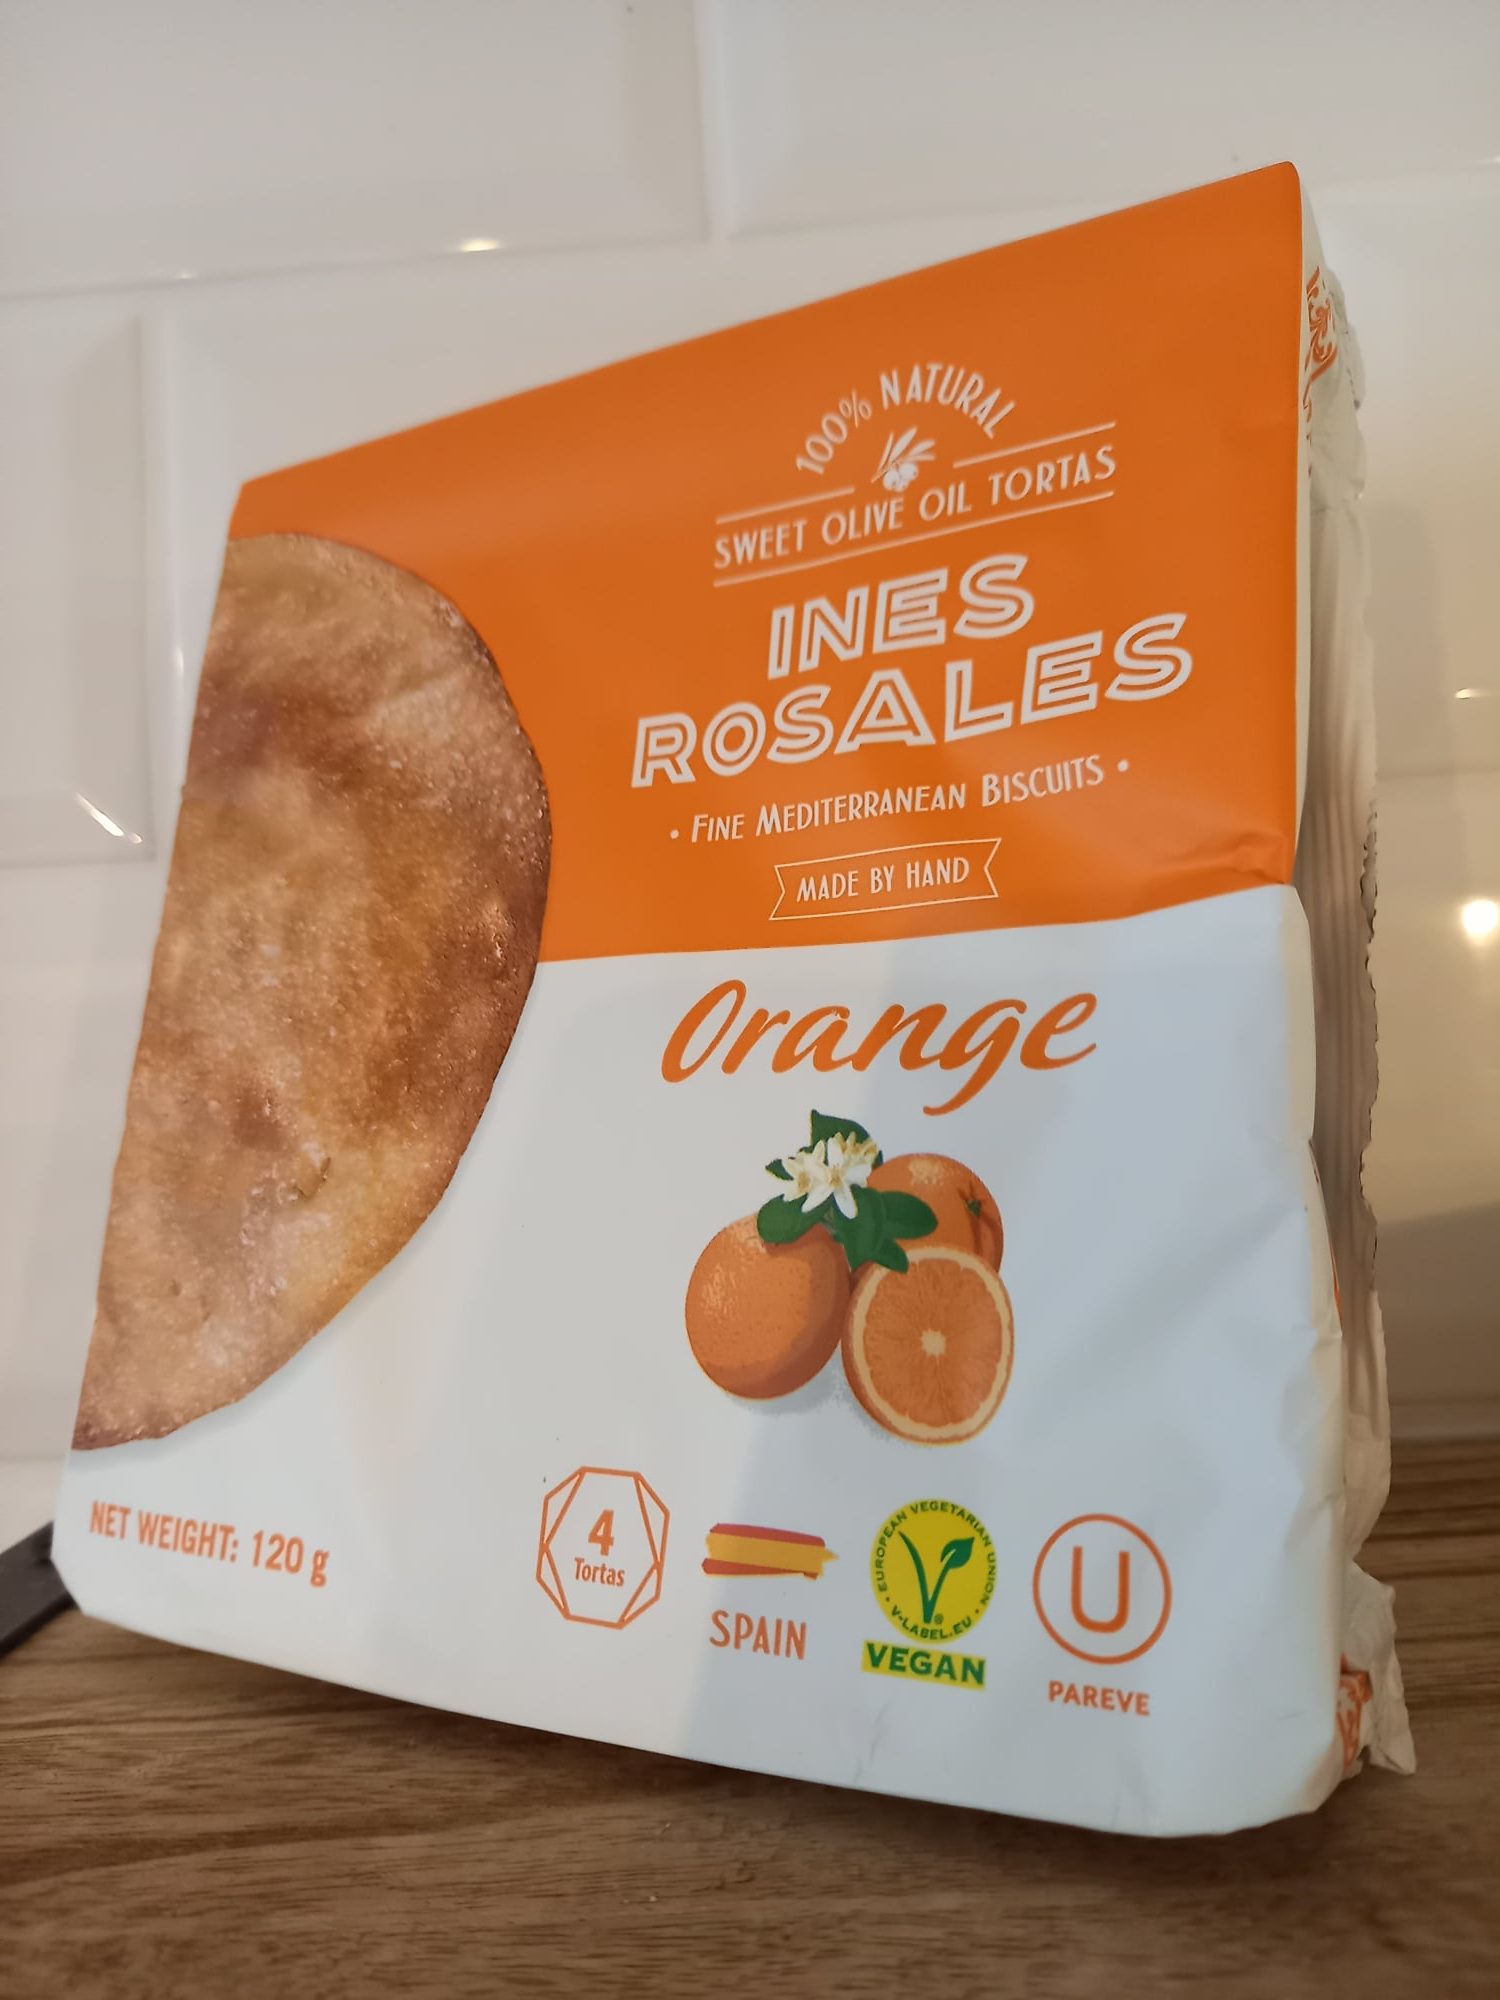 100% NATURAL
SWEET OLIVE OIL TORTAS
INES
ROSALES
• FINE MEDITERRANEAN BISCUITS •
MADE BY HAND
Orange
NET WEIGHT: 120 g
4
Tortas
SPAIN
EUROPEAN VEGETARIAN UNION
• V-LABEL.EU •
VEGAN
U
PAREVE